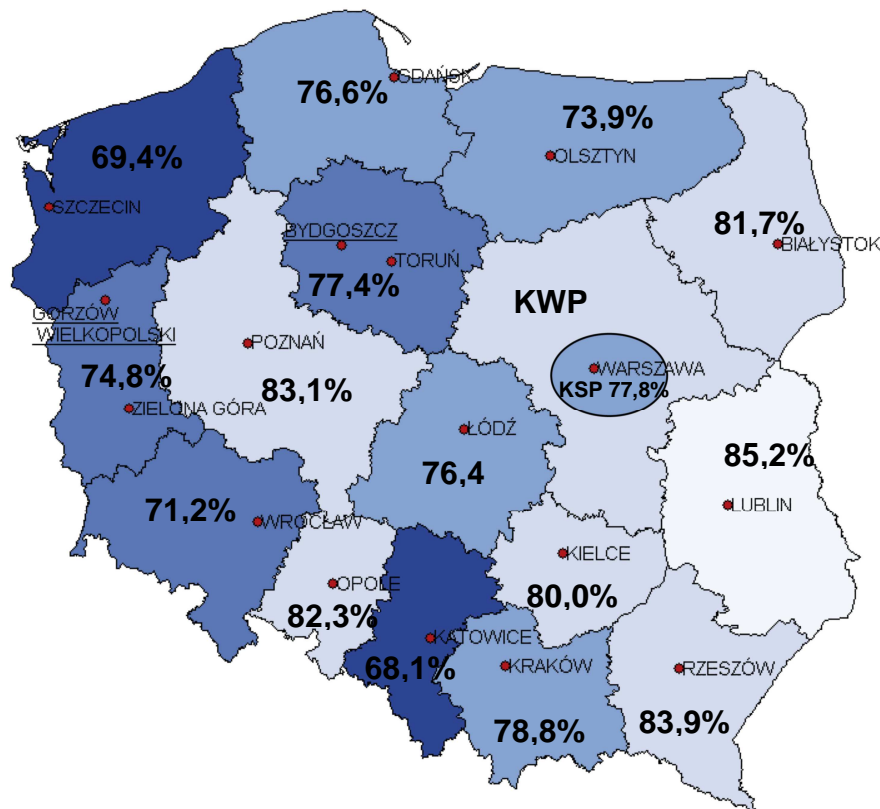 GDAŃSK
76,6%
73,9%
OLSZTYN
69,4%
SZCZECIN
81,7%
BIAŁYSTOK
BYDGOSZCZ
TORUŃ
77,4%
KWP
GORZÓW
WIELKOPOLSKI
74,8%
ZIELONA GÓRA
POZNAŃ
83,1%
WARSZAWA
KSP 77,8%
ŁÓDŹ
76,4
85,2%
LUBLIN
71,2%
WROCŁAW
OPOLE
82,3%
KIELCE
80,0%
KATOWICE
68,1%
KRAKÓW
78,8%
RZESZÓW
83,9%